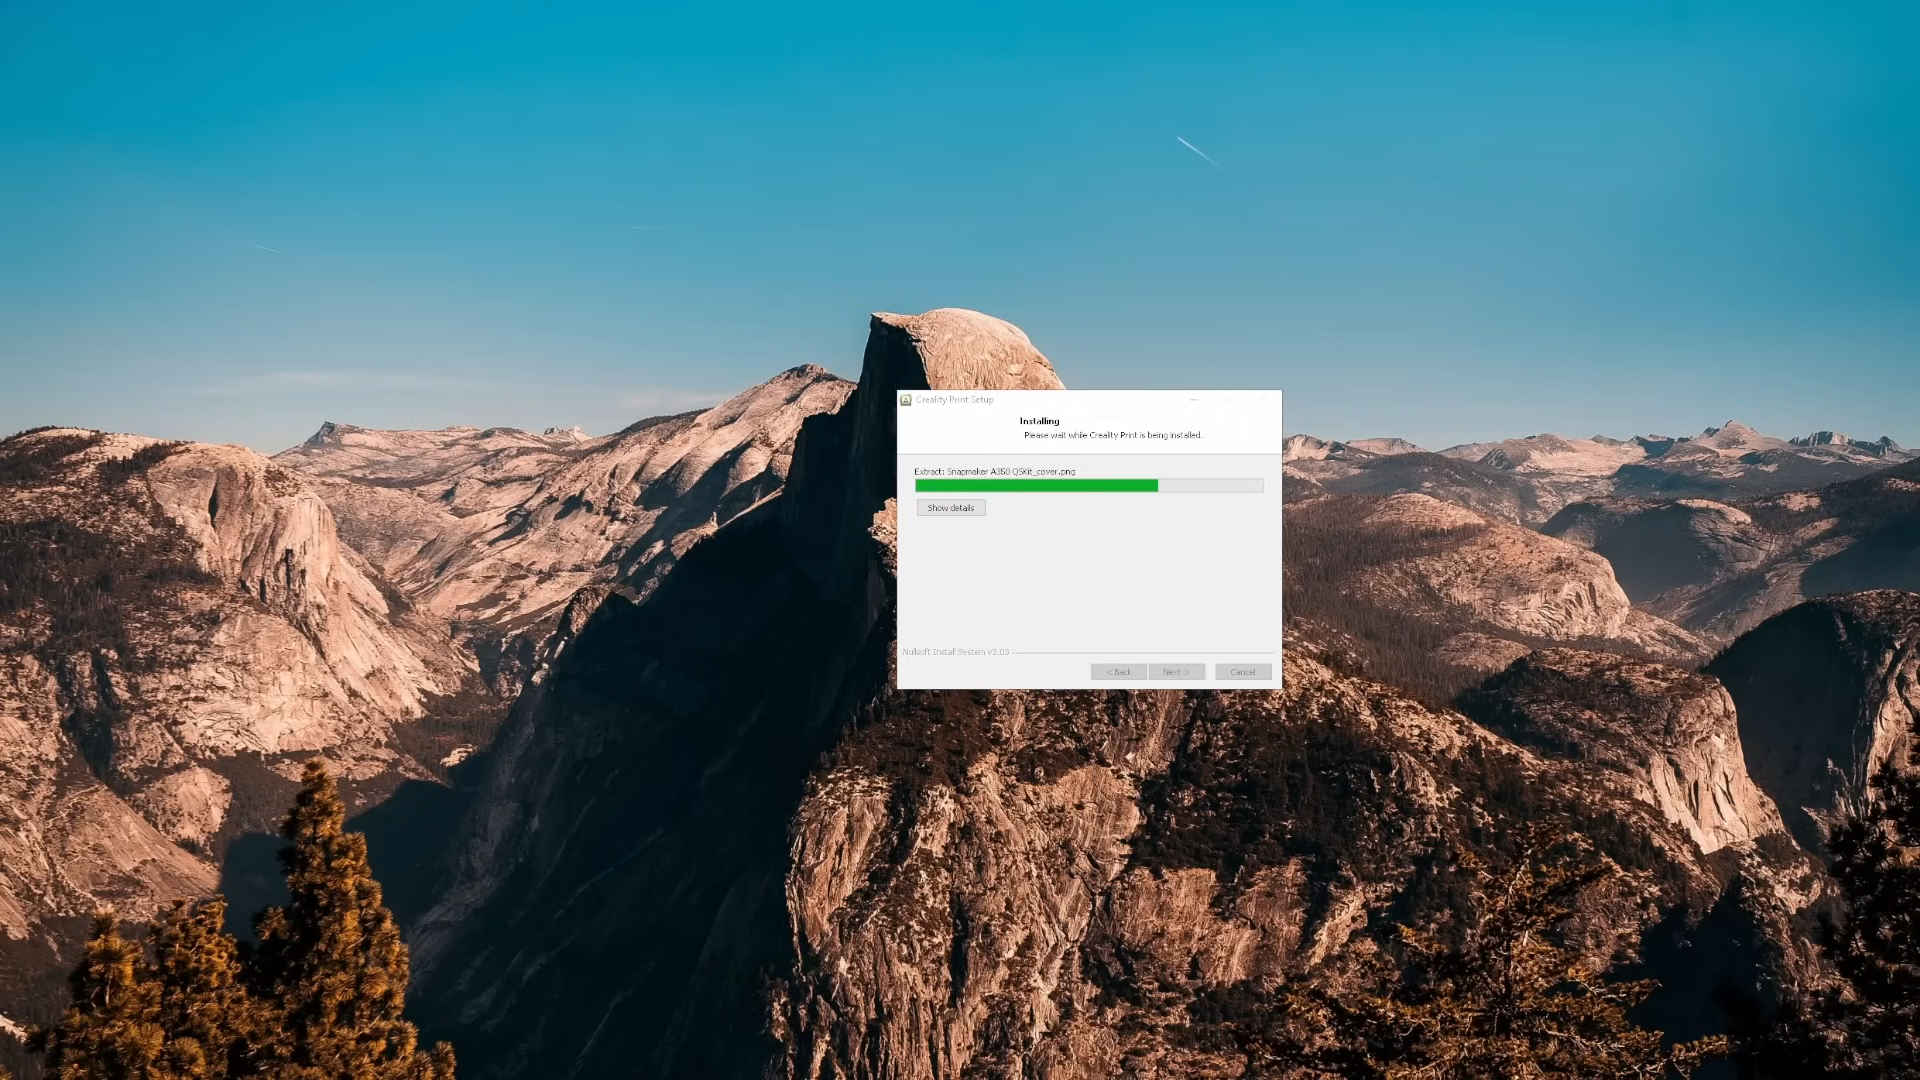 Creality Print Setup
Installing
Please wait while Creality Print is being installed.
Extract: Snapmaker A350 QSKit_cover.png
Show details
Nullsoft Install System v3.03
< Back
Next >
Cancel